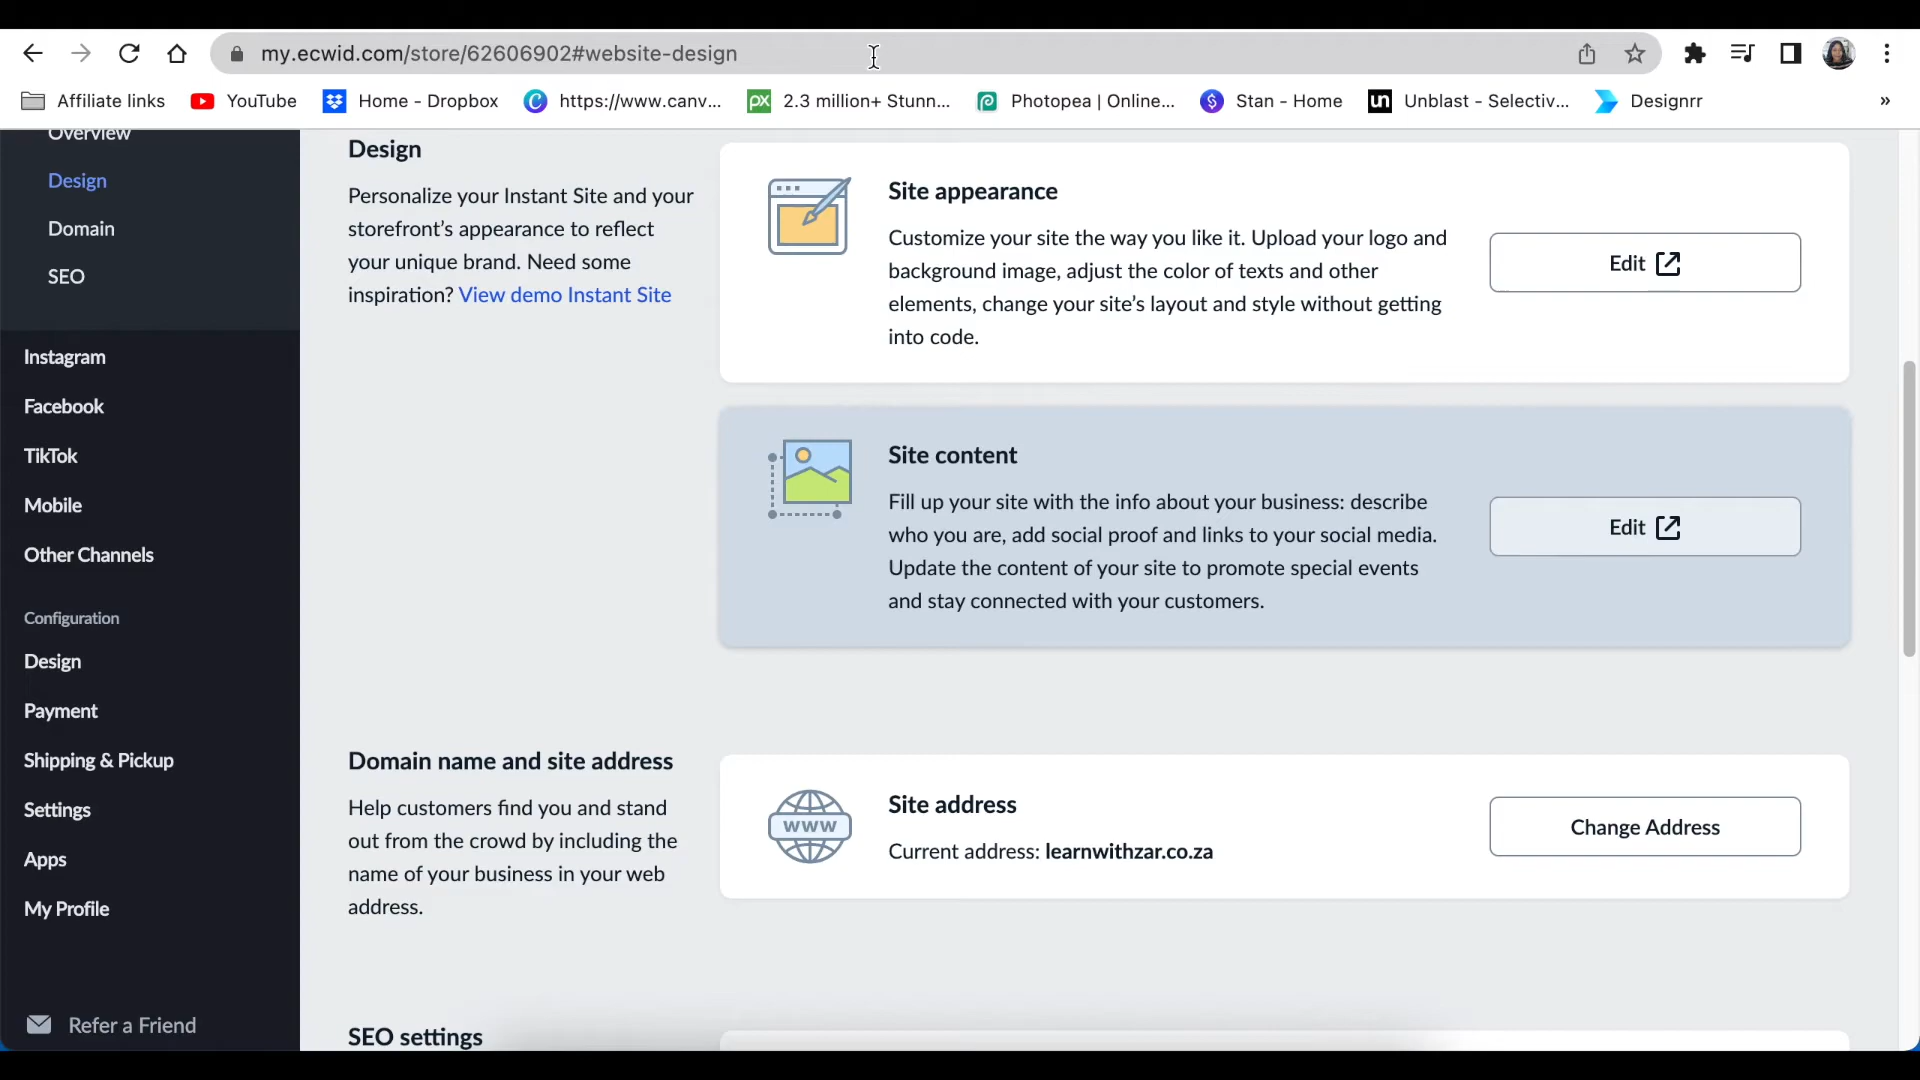 my.ecwid.com/store/62606902#website-design
Affiliate links
YouTube
Home - Dropbox
https://www.canv...
2.3 million+ Stunn...
Photopea | Online...
Stan - Home
Unblast - Selectiv...
Designrr
»
Overview
Design
Domain
SEO
Instagram
Facebook
TikTok
Mobile
Other Channels
Configuration
Design
Payment
Shipping & Pickup
Settings
Apps
My Profile
Refer a Friend
Design
Personalize your Instant Site and your
storefront's appearance to reflect
your unique brand. Need some
inspiration? View demo Instant Site
Site appearance
Customize your site the way you like it. Upload your logo and
background image, adjust the color of texts and other
elements, change your site's layout and style without getting
into code.
Edit
Site content
Fill up your site with the info about your business: describe
who you are, add social proof and links to your social media.
Update the content of your site to promote special events
and stay connected with your customers.
Edit
Domain name and site address
Help customers find you and stand
out from the crowd by including the
name of your business in your web
address.
www
Site address
Current address: learnwithzar.co.za
Change Address
SEO settings